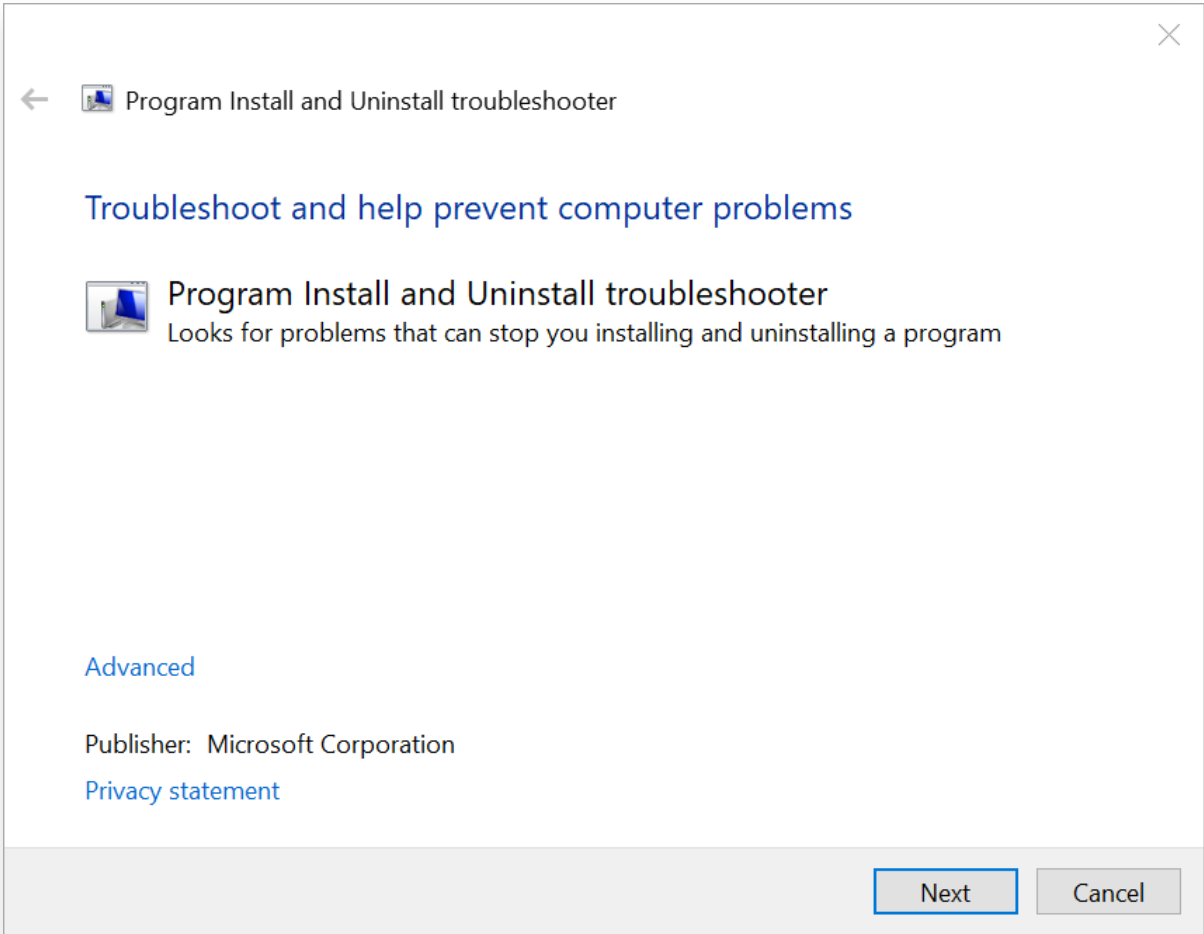 Program Install and Uninstall troubleshooter
Troubleshoot and help prevent computer problems
Program Install and Uninstall troubleshooter
Looks for problems that can stop you installing and uninstalling a program
Advanced
Publisher: Microsoft Corporation
Privacy statement
Next Cancel